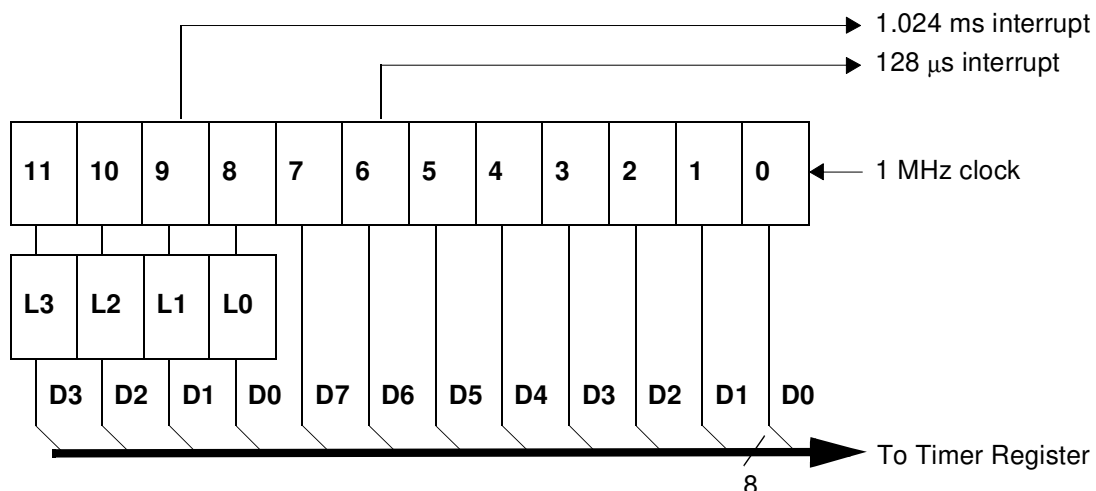 1.024 ms interrupt
128 μs interrupt
11 10 9 8 7 6 5 4 3 2 1 0
1 MHz clock
L3 L2 L1 L0
D3 D2 D1 D0 D7 D6 D5 D4 D3 D2 D1 D0
To Timer Register
8